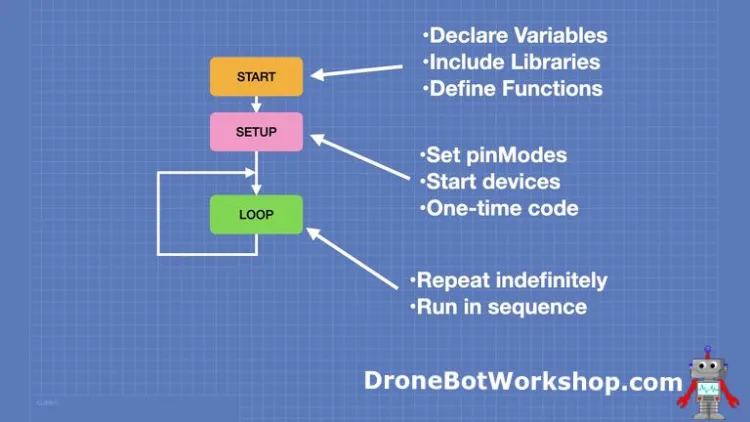 START
•Declare Variables
•Include Libraries
•Define Functions
SETUP
•Set pinModes
•Start devices
•One-time code
LOOP
•Repeat indefinitely
•Run in sequence
DroneBotWorkshop.com